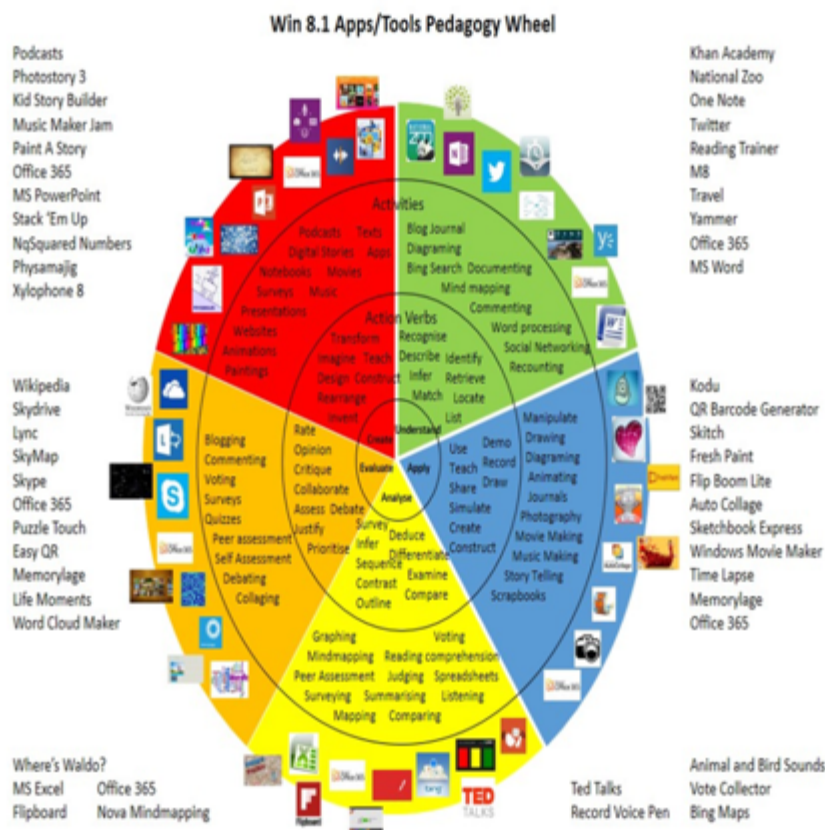 Win 8.1 Apps/Tools Pedagogy Wheel
Podcasts
Photostory 3
Kid Story Builder
Music Maker Jam
Paint A Story
Office 365
MS PowerPoint
Stack 'Em Up
NqSquared Numbers
Physamajig
Xylophone 8
Khan Academy
National Zoo
One Note
Twitter
Reading Trainer
M8
Travel
Yammer
Office 365
MS Word
Activities
Podcasts Texts
Digital Stories Apps
Notebooks Movies
Surveys Music
Presentations
Websites
Animations
Paintings
Blog Journal
Diagraming
Bing Search Documenting
Mind mapping
Commenting
Word processing
Social Networking
Recounting
Action Verbs
Transform
Imagine Teach
Design Construct
Rearrange
Invent
Create
Recognise
Describe Identify
Infer Retrieve
Match Locate
List
Understand
Wikipedia
Skydrive
Lync
SkyMap
Skype
Office 365
Puzzle Touch
Easy QR
Memorylage
Life Moments
Word Cloud Maker
Blogging
Commenting
Voting
Surveys
Quizzes
Peer assessment
Self Assessment
Debating
Collaging
Rate
Opinion
Critique
Collaborate
Assess Debate
Justify
Prioritise
Evaluate
Apply
Analyse
Use Demo
Teach Record
Share Draw
Simulate
Create
Construct
Manipulate
Drawing
Diagraming
Animating
Journals
Photography
Movie Making
Music Making
Story Telling
Scrapbooks
Kodu
QR Barcode Generator
Skitch
Fresh Paint
Flip Boom Lite
Auto Collage
Sketchbook Express
Windows Movie Maker
Time Lapse
Memorylage
Office 365
Survey
Deduce
Infer
Differentiate
Sequence
Examine
Contrast
Compare
Outline
Graphing Voting
Mindmapping Reading comprehension
Peer Assessment Judging Spreadsheets
Surveying Summarising Listening
Mapping Comparing
Where's Waldo?
MS Excel Office 365
Flipboard Nova Mindmapping
Flipboard
bing
TED
TALKS
Ted Talks
Record Voice Pen
Animal and Bird Sounds
Vote Collector
Bing Maps